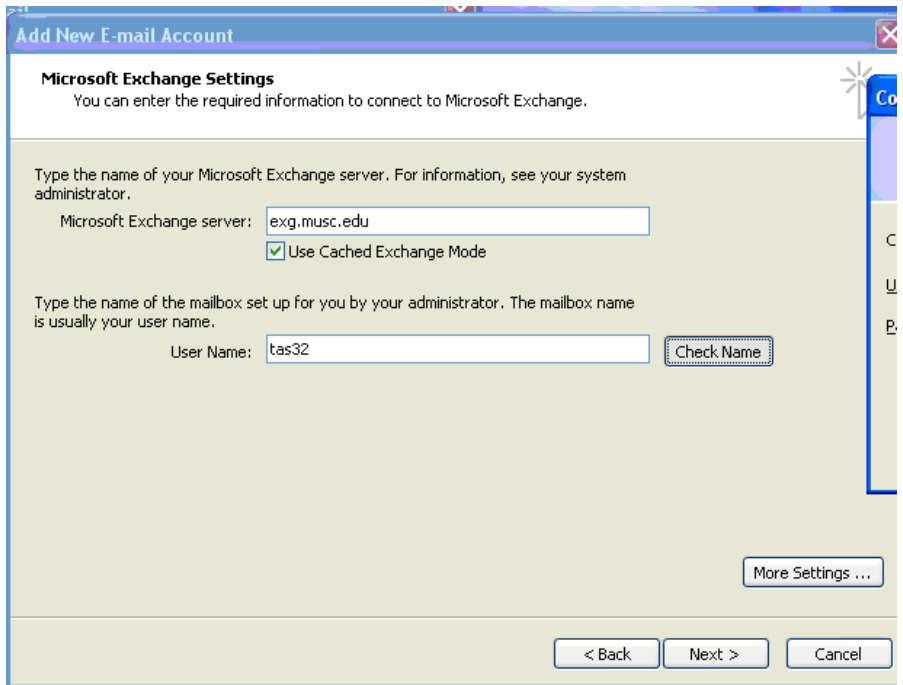 Add New E-mail Account
Microsoft Exchange Settings
You can enter the required information to connect to Microsoft Exchange.
Co
Type the name of your Microsoft Exchange server. For information, see your system
administrator.
Microsoft Exchange server: exg.musc.edu
Use Cached Exchange Mode
C
U
Type the name of the mailbox set up for you by your administrator. The mailbox name
is usually your user name.
P
User Name: tas32 Check Name
More Settings ...
< Back Next > Cancel